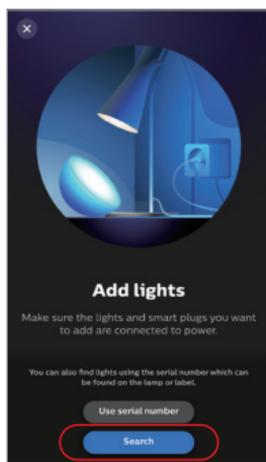 Add lights
Make sure the lights and smart plugs you want
to add are connected to power.
You can also find lights using the serial number which can
be found on the lamp or label.
Use serial number
Search